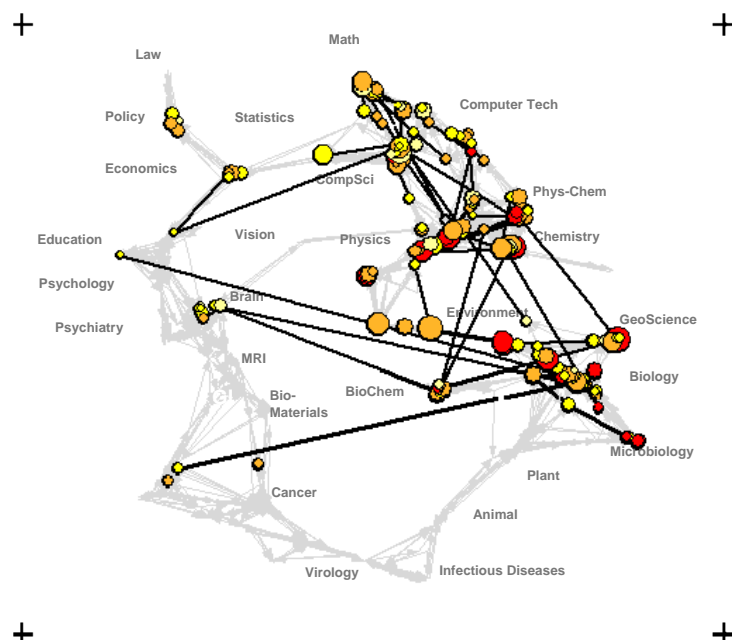 Math
Law
Computer Tech
Policy
Statistics
Economics
CompSci
Phys-Chem
Education
Vision
Physics
Chemistry
Psychology
Brain
Environment
GeoScience
Psychiatry
MRI
Biology
BioChem
Bio-
Materials
Microbiology
Plant
Cancer
Animal
Virology
Infectious Diseases